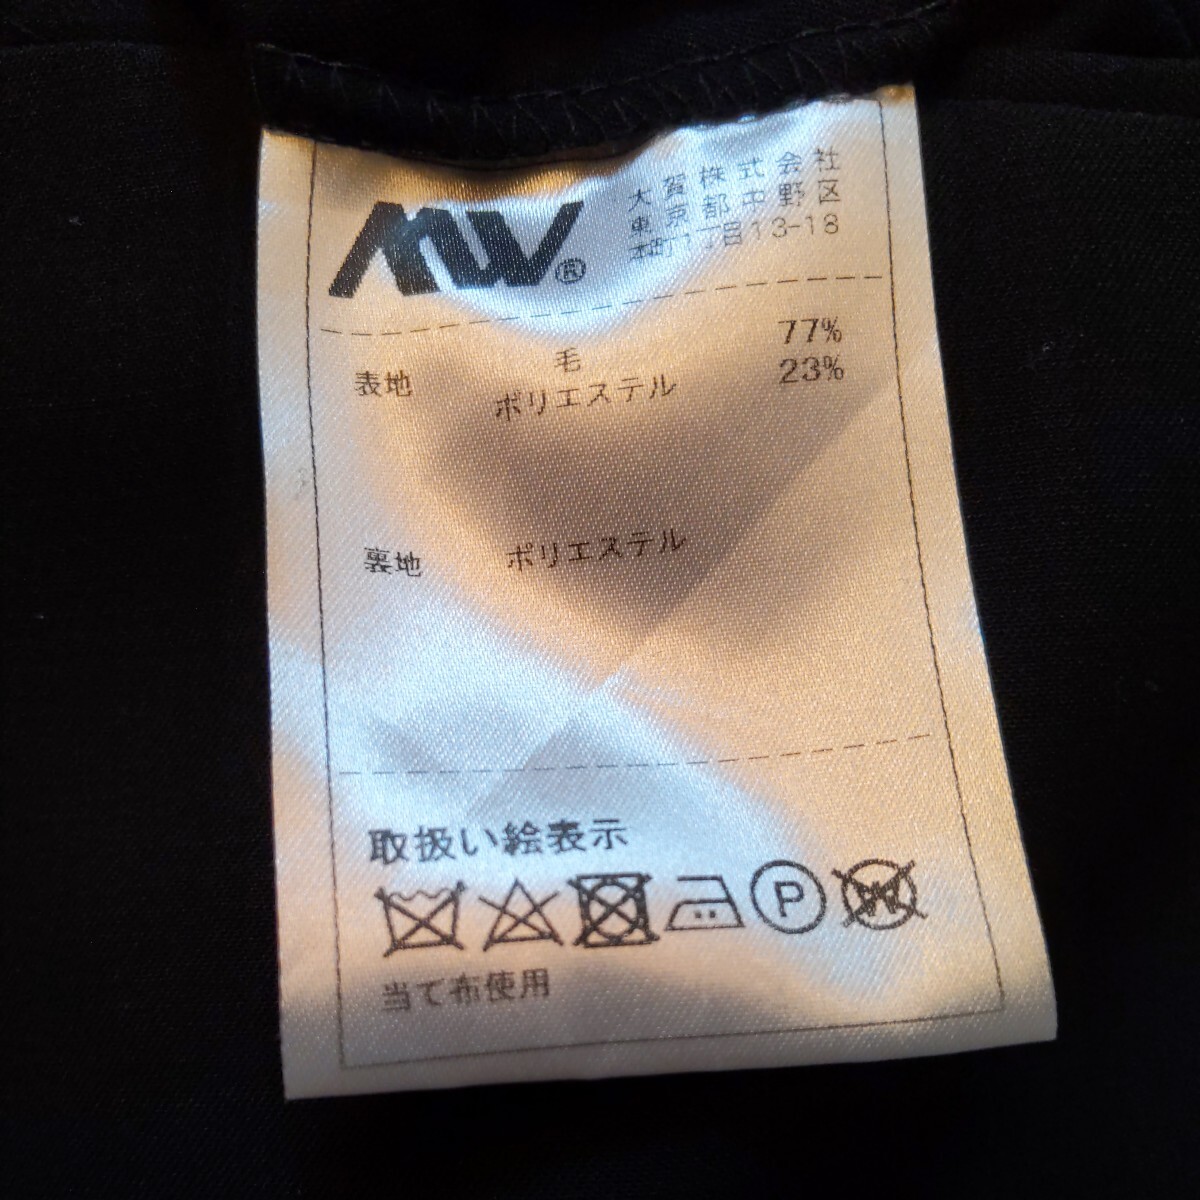 MW®
大賀株式会社
東京都中野区
本町1丁目13-18
表地 毛 77%
ポリエステル 23%
裏地 ポリエステル
取扱い絵表示
P W
当て布使用